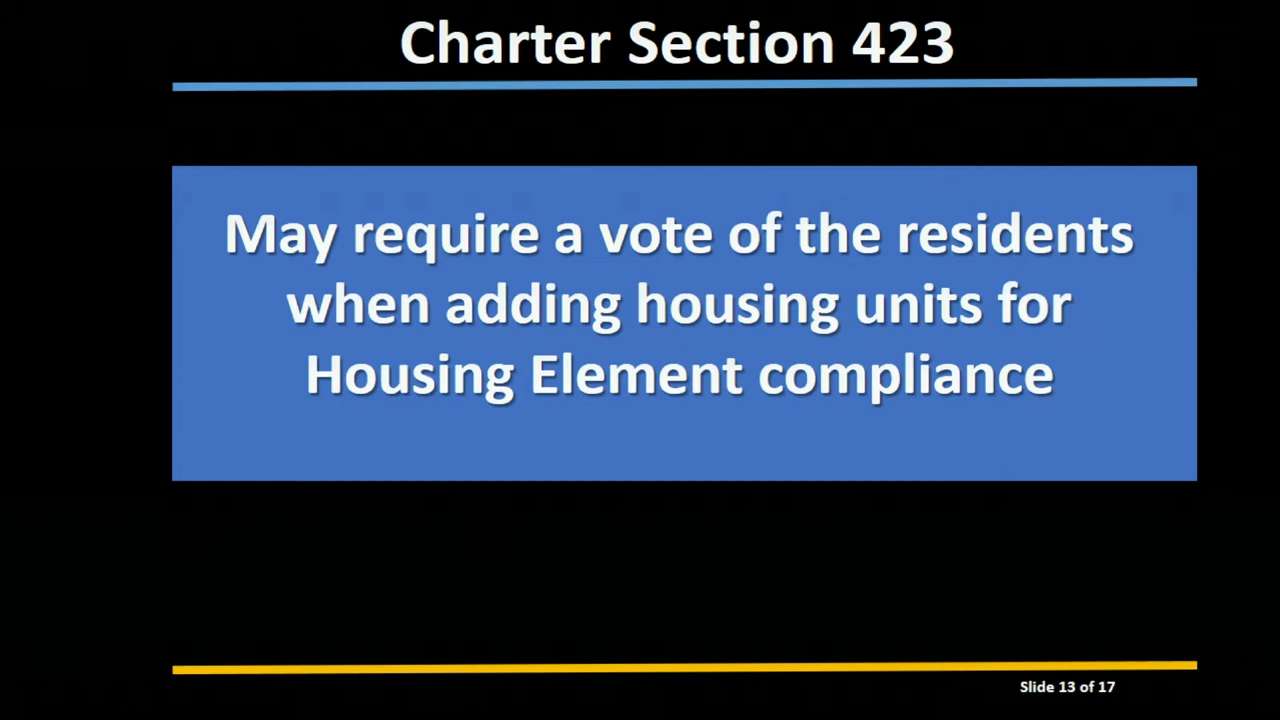 Charter Section 423
May require a vote of the residents
when adding housing units for
Housing Element compliance
Slide 13 of 17